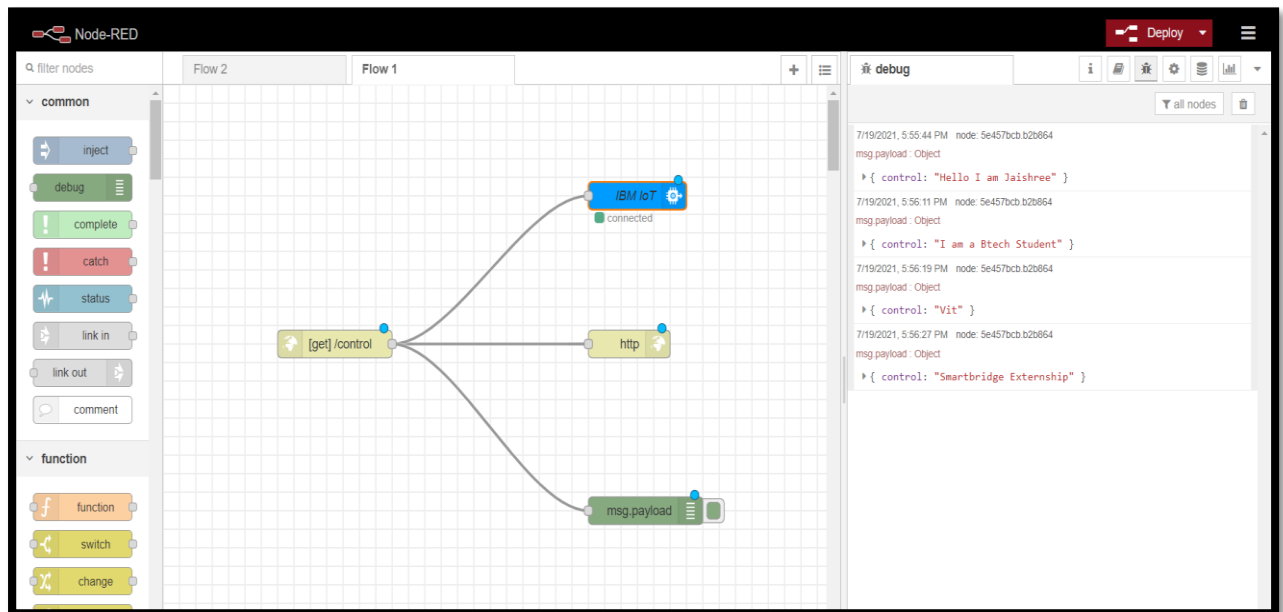 Node-RED
Deploy
filter nodes
Flow 2
Flow 1
debug
i
all nodes
common
inject
debug
complete
catch
status
link in
link out
comment
function
function
switch
change
IBM IoT
connected
[get] /control
http
msg.payload
7/19/2021, 5:55:44 PM node: 5e457bcb.b2b864
msg.payload : Object
{ control: "Hello I am Jaishree" }
7/19/2021, 5:56:11 PM node: 5e457bcb.b2b864
msg.payload : Object
{ control: "I am a Btech Student" }
7/19/2021, 5:56:19 PM node: 5e457bcb.b2b864
msg.payload : Object
{ control: "Vit" }
7/19/2021, 5:56:27 PM node: 5e457bcb.b2b864
msg.payload : Object
{ control: "Smartbridge Externship" }